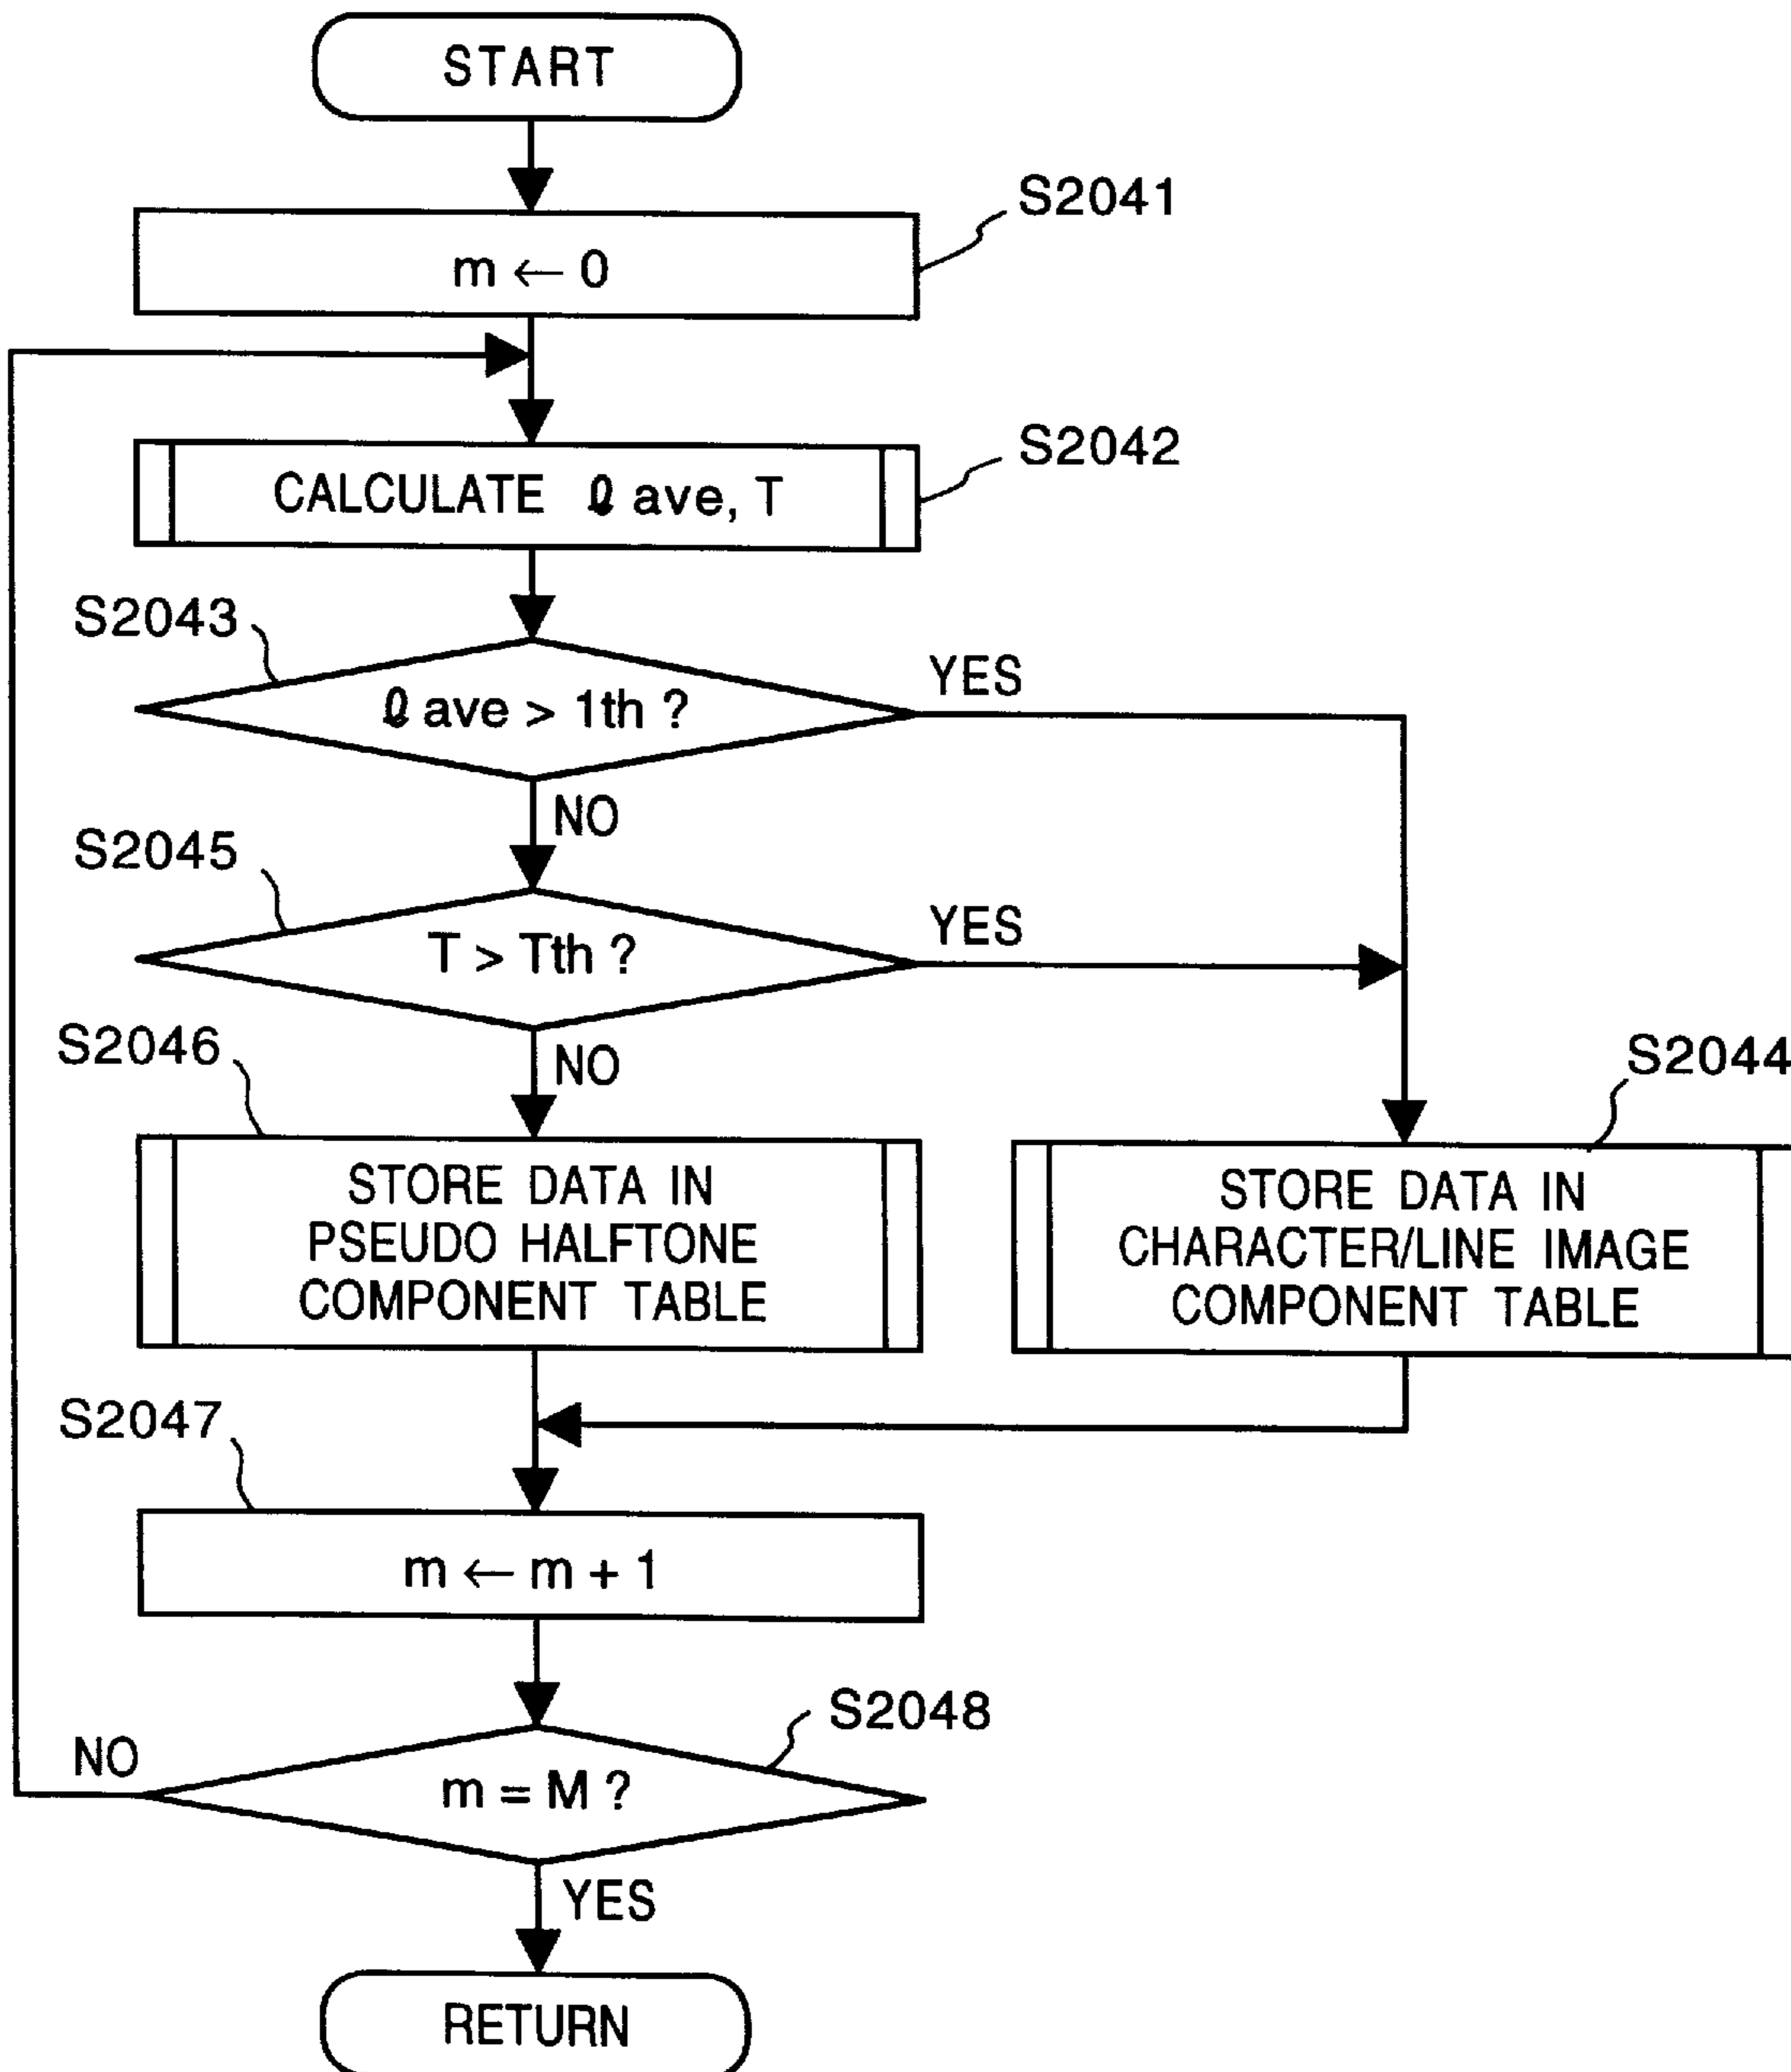 START
S2041
m ← 0
S2042
CALCULATE ℓ ave, T
S2043
ℓ ave > 1th ?
YES
NO
S2045
T > Tth ?
YES
S2046
NO
S2044
STORE DATA IN
PSEUDO HALFTONE
COMPONENT TABLE
STORE DATA IN
CHARACTER/LINE IMAGE
COMPONENT TABLE
S2047
m ← m + 1
S2048
NO
m = M ?
YES
RETURN